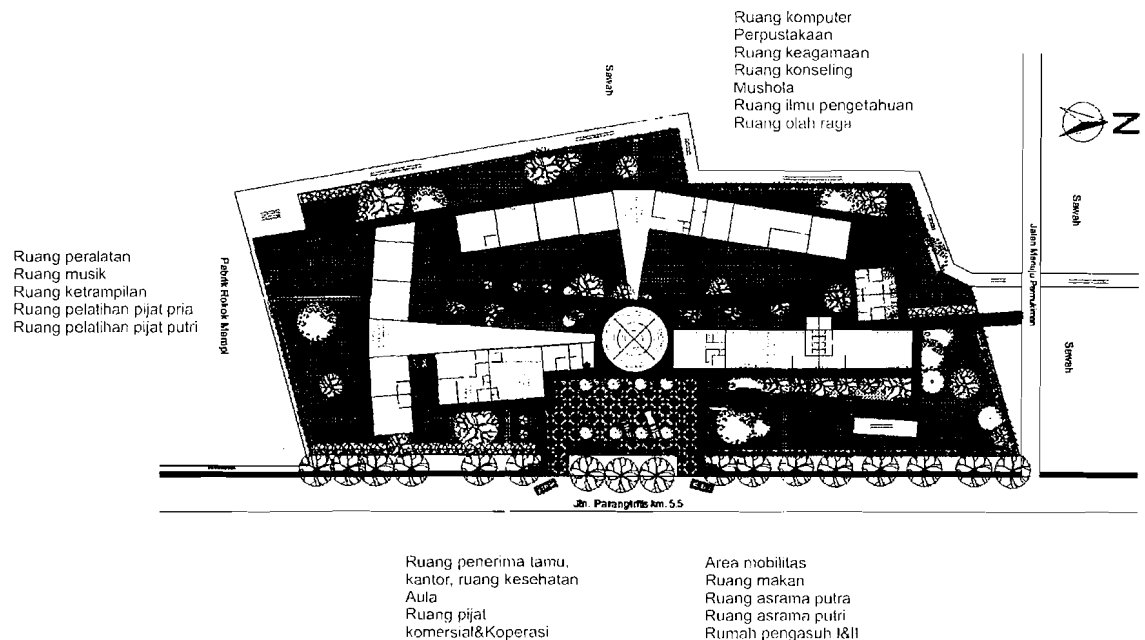 Ruang komputer
Perpustakaan
Ruang keagamaan
Ruang konseling
Mushola
Ruang ilmu pengetahuan
Ruang olah raga
Sawah
N
Sawah
Jalan Menuju Pemukiman
Sawah
Ruang peralatan
Ruang musik
Ruang ketrampilan
Ruang pelatihan pijat pria
Ruang pelatihan pijat putri
Pabrik Rokok Mempi
Jln. Parangtritis km. 5.5
Ruang penerima tamu,
kantor, ruang kesehatan
Aula
Ruang pijat
komersial&Koperasi
Area mobilitas
Ruang makan
Ruang asrama putra
Ruang asrama putri
Rumah pengasuh I&II